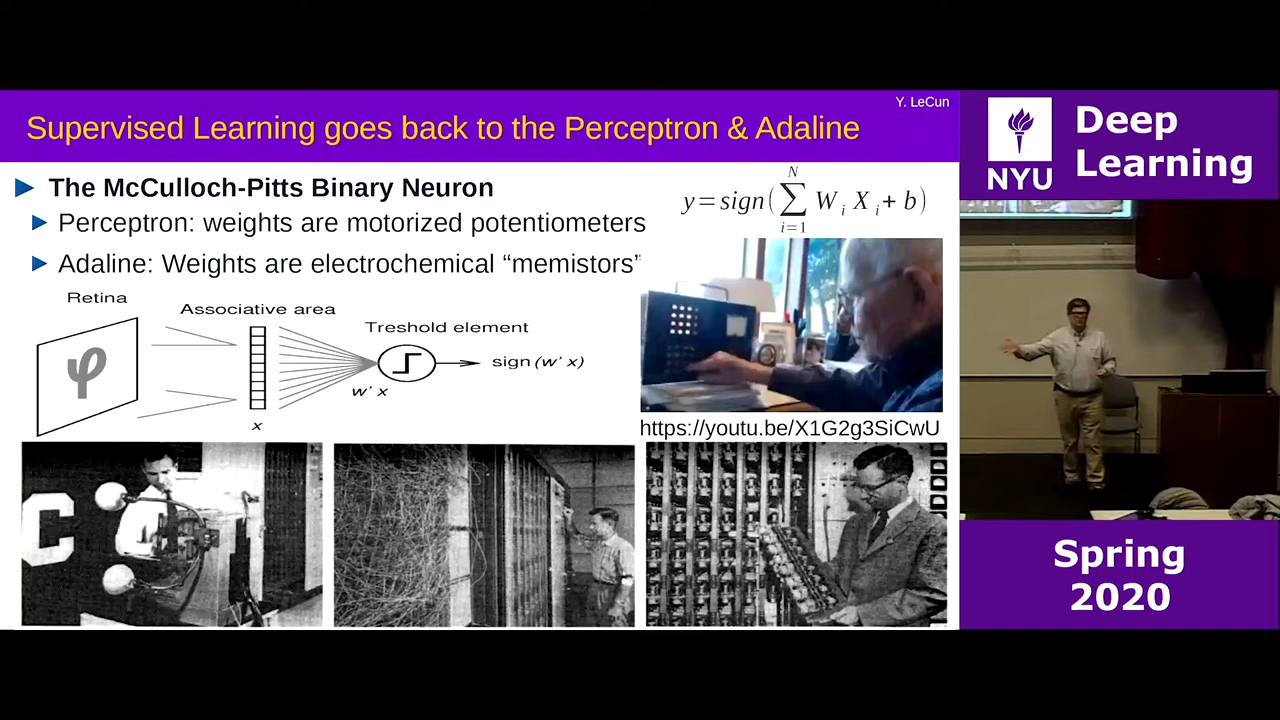 Y. LeCun
Supervised Learning goes back to the Perceptron & Adaline
► The McCulloch-Pitts Binary Neuron
► Perceptron: weights are motorized potentiometers
► Adaline: Weights are electrochemical “memistors”
y=sign(∑_{i=1}^{N} W_i X_i + b)
Retina
Associative area
Treshold element
φ
sign (w' x)
w' x
x
https://youtu.be/X1G2g3SiCwU
C
NYU
Deep
Learning
Spring
2020